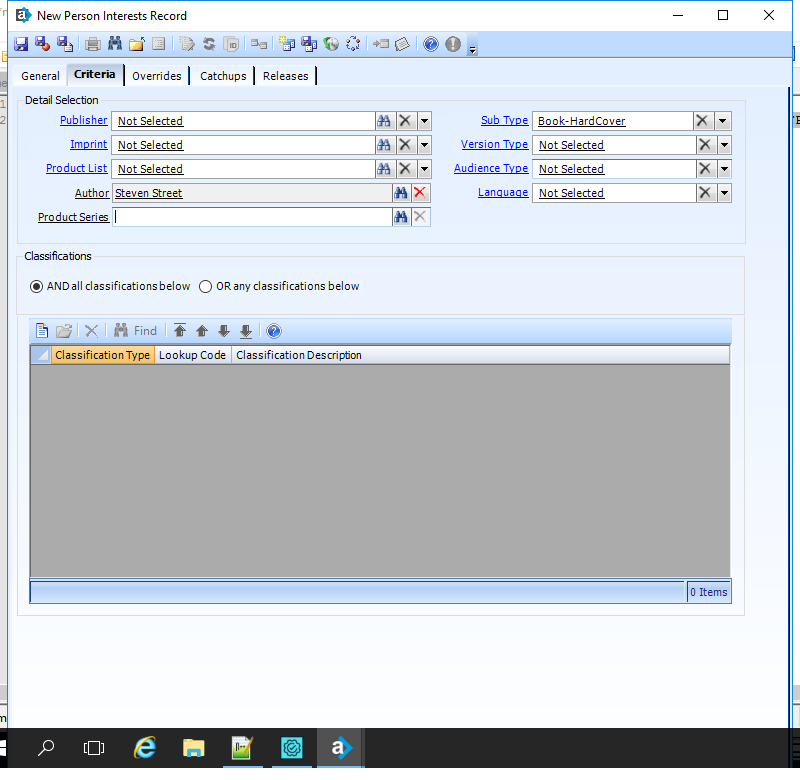 New Person Interests Record
General Criteria Overrides Catchups Releases
Detail Selection
Publisher Not Selected Sub Type Book-HardCover
Imprint Not Selected Version Type Not Selected
Product List Not Selected Audience Type Not Selected
Author Steven Street Language Not Selected
Product Series
Classifications
AND all classifications below OR any classifications below
Find
Classification Type Lookup Code Classification Description
0 Items